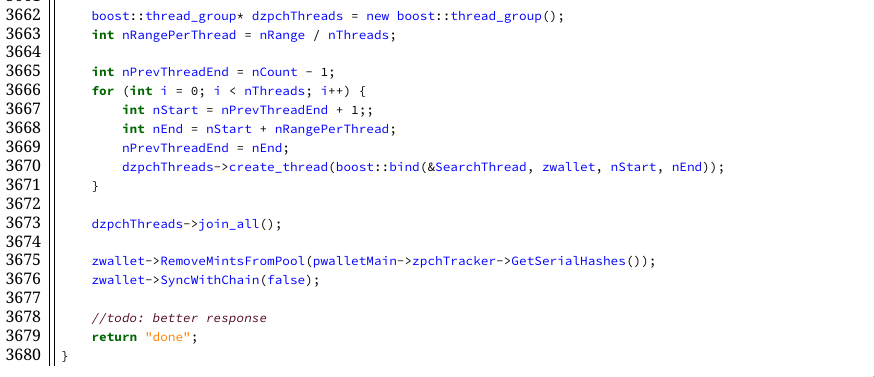 3662 boost::thread_group* dzpchThreads = new boost::thread_group();
3663 int nRangePerThread = nRange / nThreads;
3664
3665 int nPrevThreadEnd = nCount - 1;
3666 for (int i = 0; i < nThreads; i++) {
3667 int nStart = nPrevThreadEnd + 1;;
3668 int nEnd = nStart + nRangePerThread;
3669 nPrevThreadEnd = nEnd;
3670 dzpchThreads->create_thread(boost::bind(&SearchThread, zwallet, nStart, nEnd));
3671 }
3672
3673 dzpchThreads->join_all();
3674
3675 zwallet->RemoveMintsFromPool(pwalletMain->zpchTracker->GetSerialHashes());
3676 zwallet->SyncWithChain(false);
3677
3678 //todo: better response
3679 return "done";
3680 }